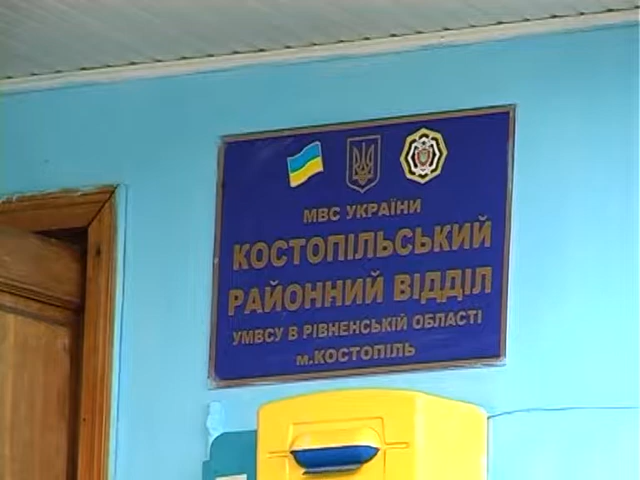 МВС УКРАЇНИ
КОСТОПІЛЬСЬКИЙ
РАЙОННИЙ ВІДДІЛ
УМВСУ В РІВНЕНСЬКІЙ ОБЛАСТІ
м.КОСТОПІЛЬ